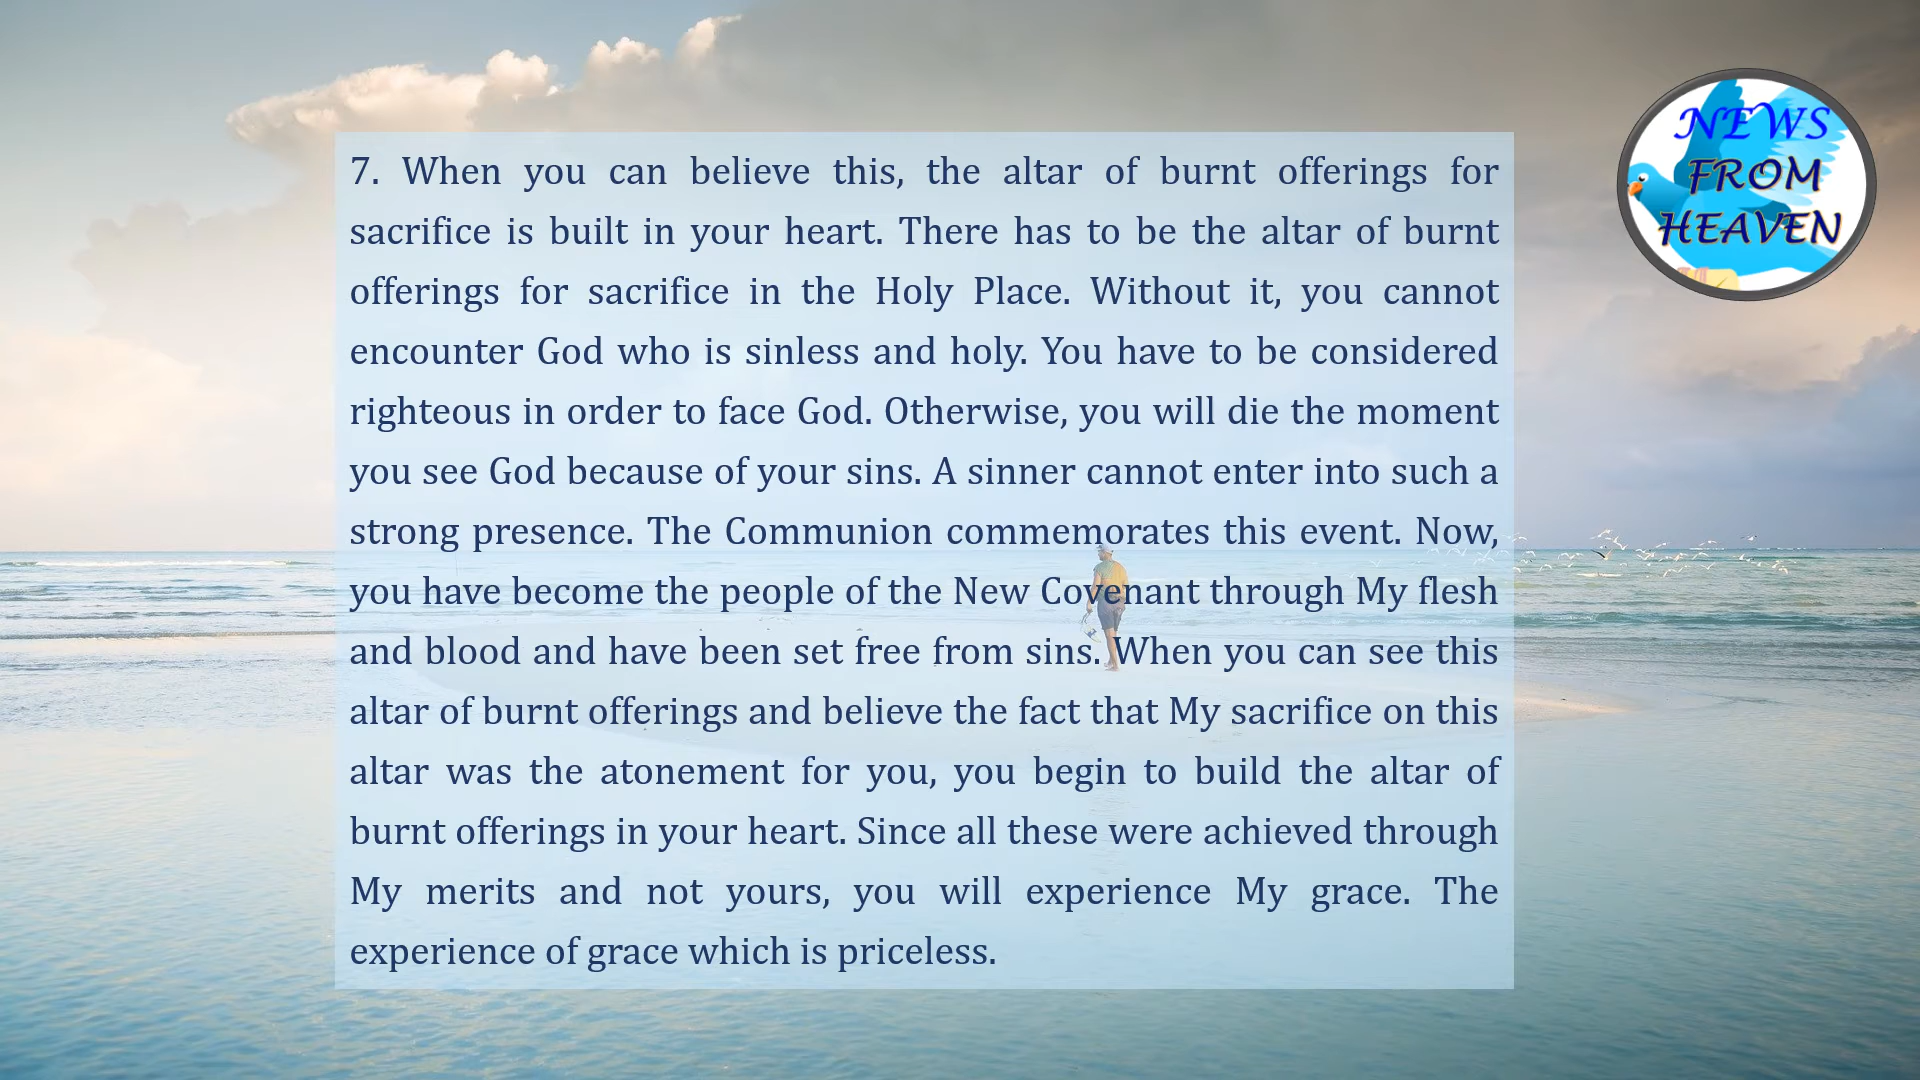 7. When you can believe this, the altar of burnt offerings for
sacrifice is built in your heart. There has to be the altar of burnt
offerings for sacrifice in the Holy Place. Without it, you cannot
encounter God who is sinless and holy. You have to be considered
righteous in order to face God. Otherwise, you will die the moment
you see God because of your sins. A sinner cannot enter into such a
strong presence. The Communion commemorates this event. Now,
you have become the people of the New Covenant through My flesh
and blood and have been set free from sins. When you can see this
altar of burnt offerings and believe the fact that My sacrifice on this
altar was the atonement for you, you begin to build the altar of
burnt offerings in your heart. Since all these were achieved through
My merits and not yours, you will experience My grace. The
experience of grace which is priceless.
NEWS
FROM
HEAVEN